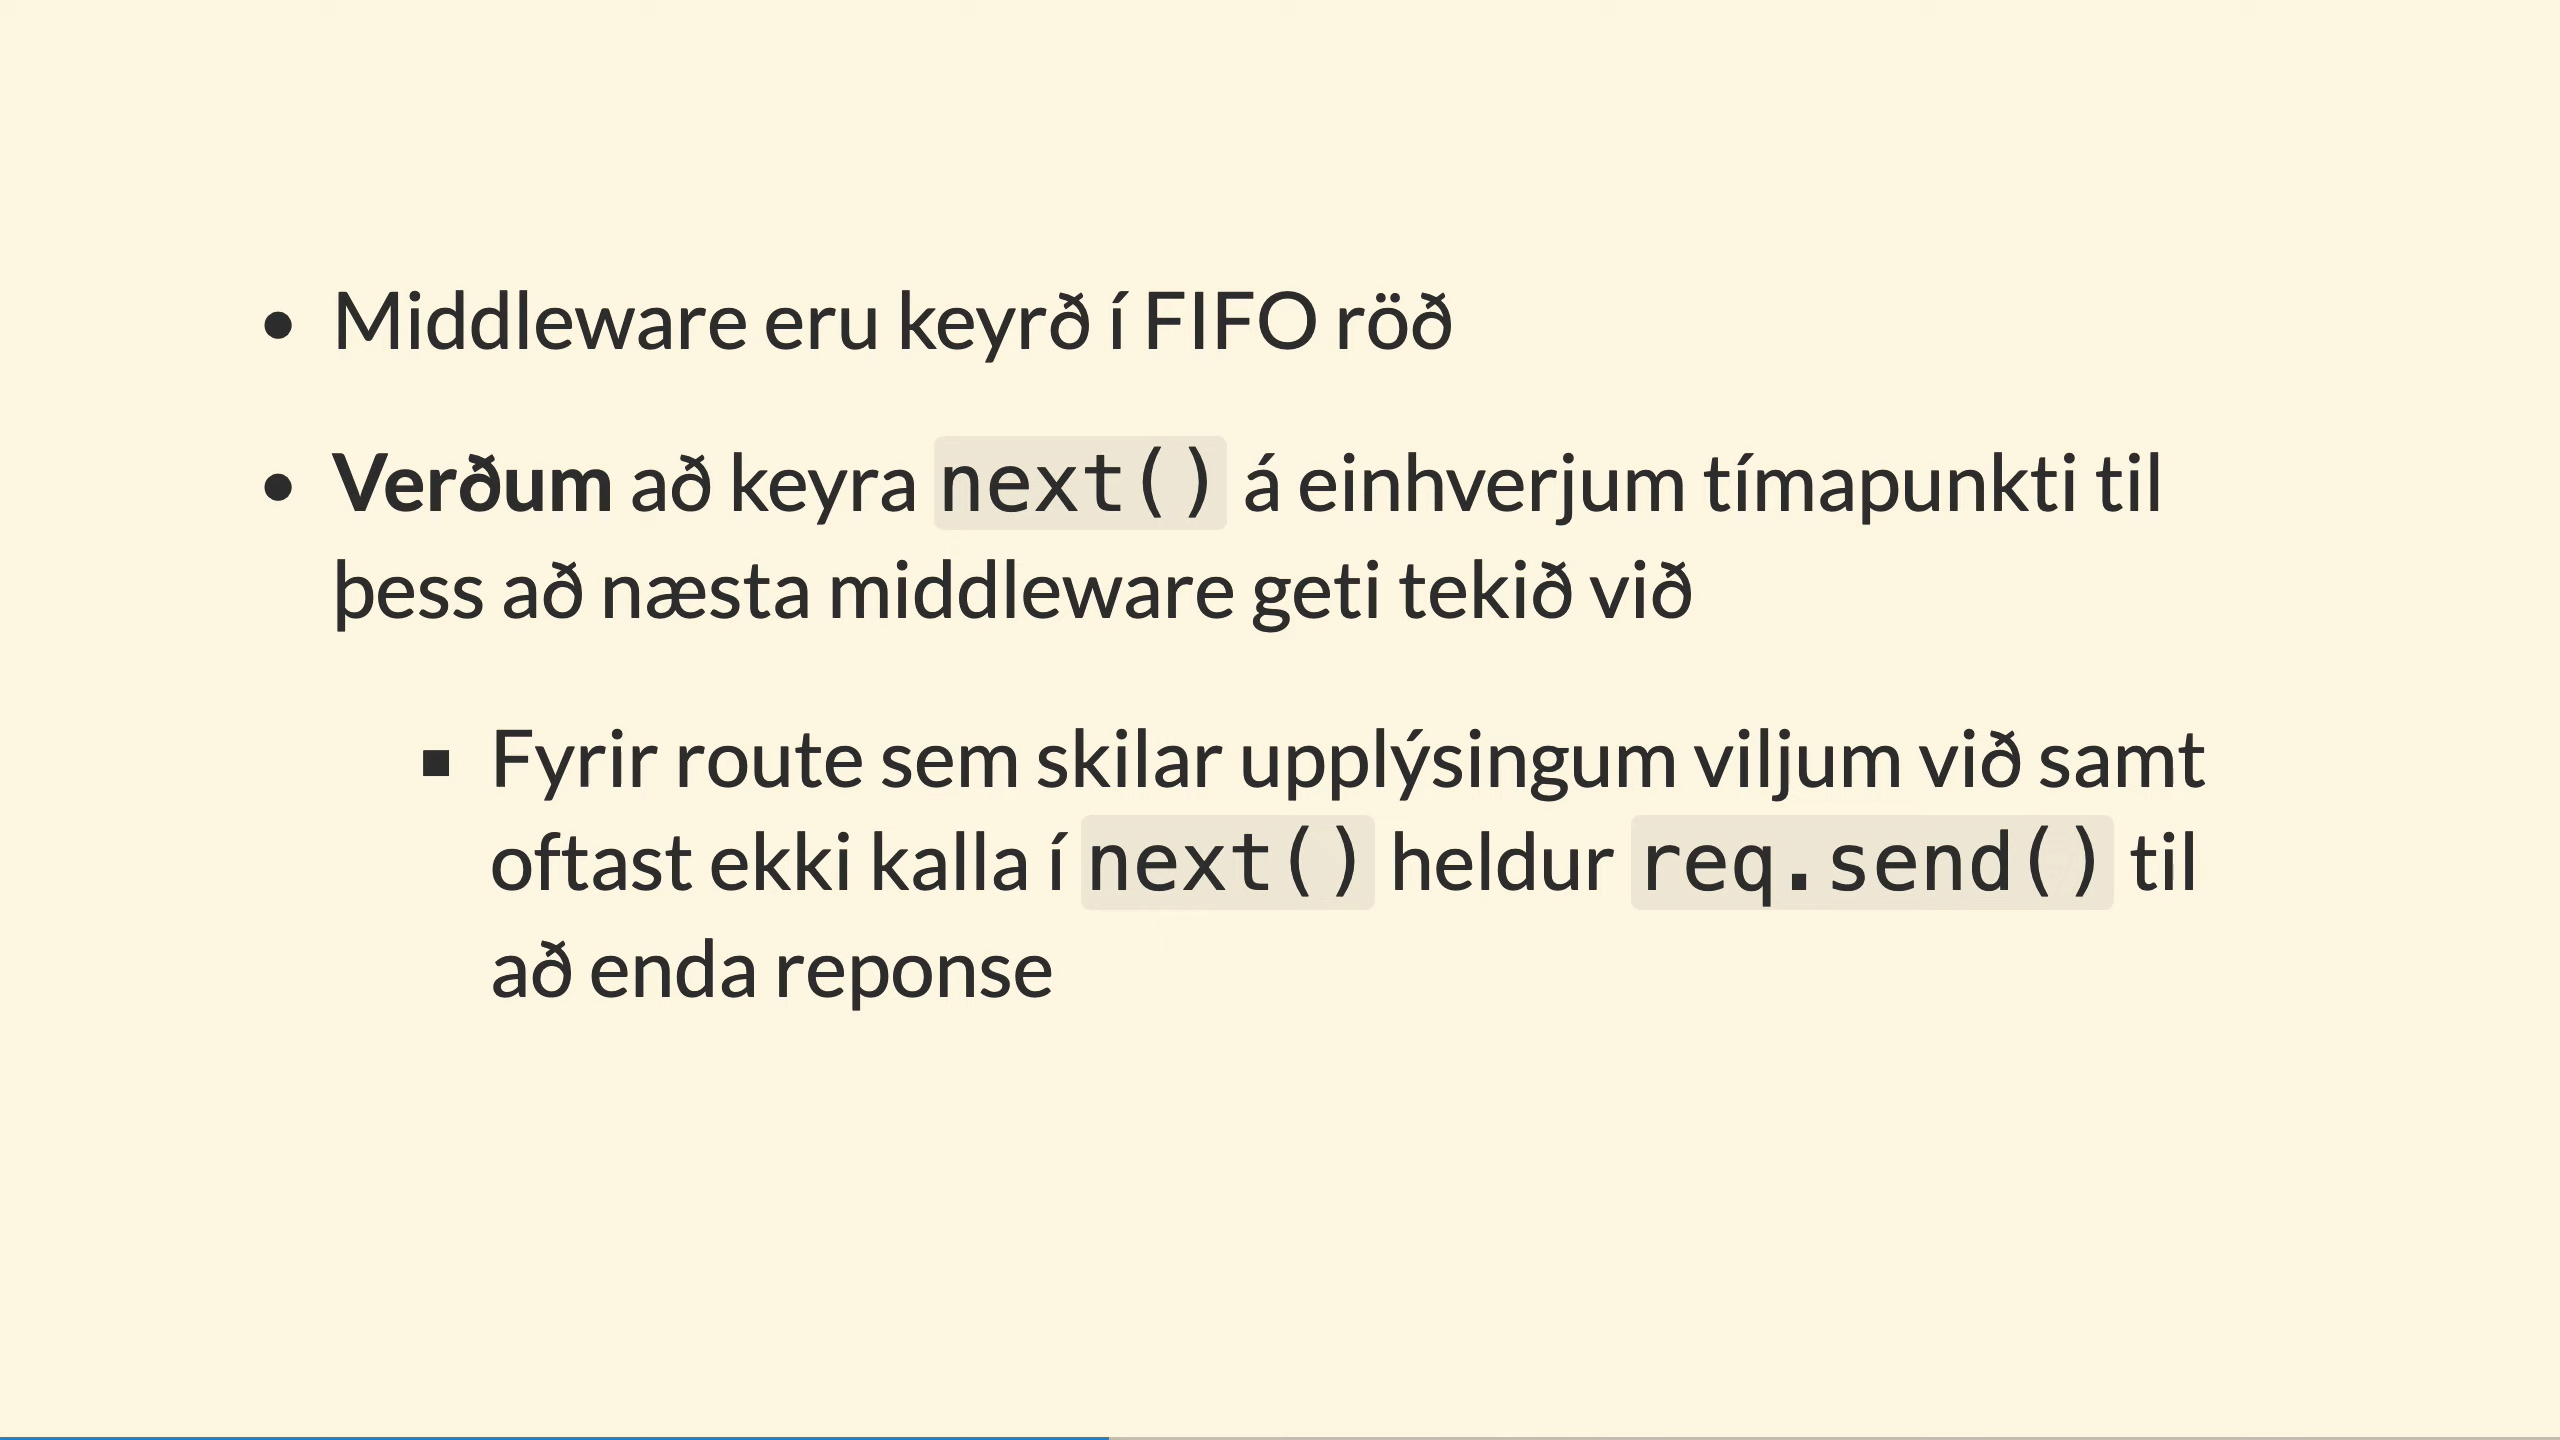 • Middleware eru keyrð í FIFO röð
• Verðum að keyra next() á einhverjum tímapunkti til
þess að næsta middleware geti tekið við
▪ Fyrir route sem skilar upplýsingum viljum við samt
oftast ekki kalla í next() heldur req.send() til
að enda reponse